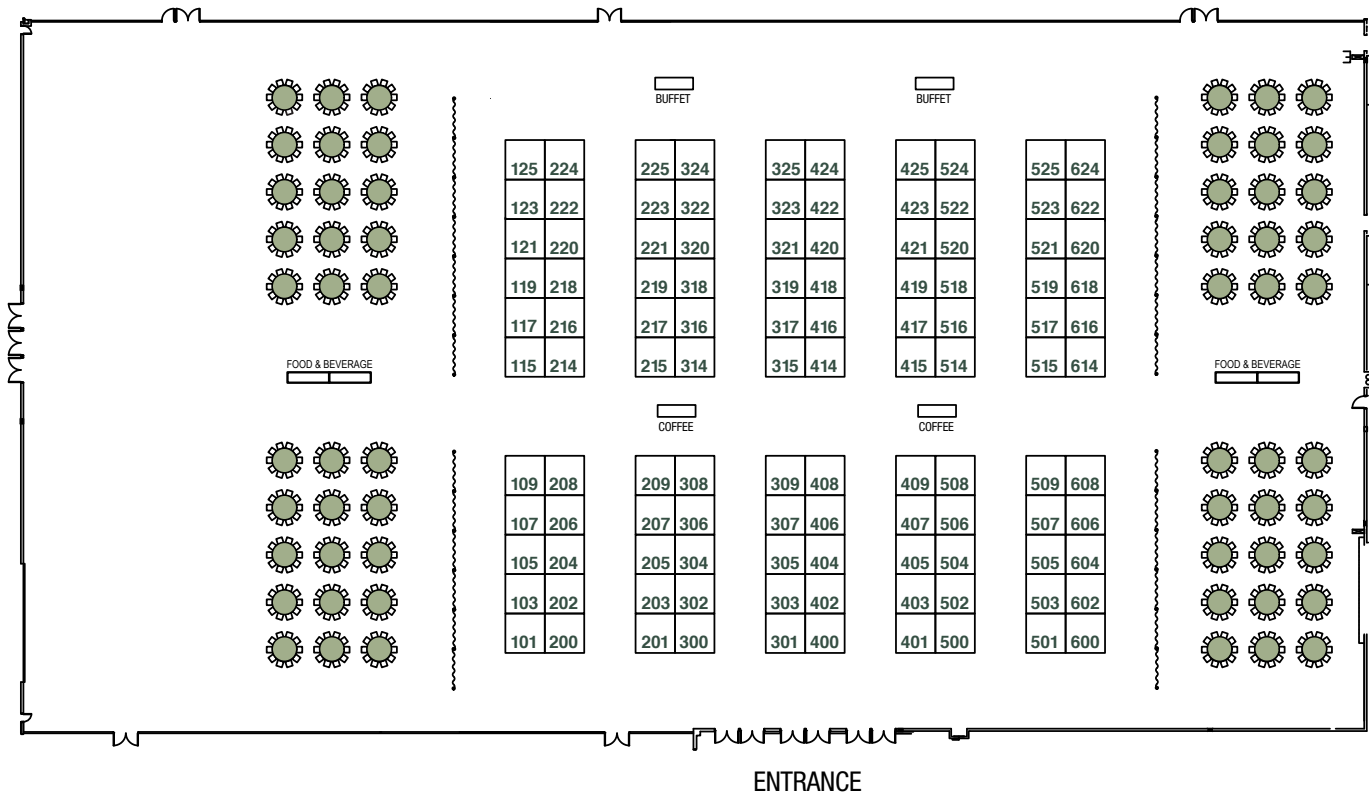 BUFFET BUFFET
125 224 225 324 325 424 425 524 525 624
123 222 223 322 323 422 423 522 523 622
121 220 221 320 321 420 421 520 521 620
119 218 219 318 319 418 419 518 519 618
117 216 217 316 317 416 417 516 517 616
FOOD & BEVERAGE 115 214 215 314 315 414 415 514 515 614 FOOD & BEVERAGE
COFFEE COFFEE
109 208 209 308 309 408 409 508 509 608
107 206 207 306 307 406 407 506 507 606
105 204 205 304 305 404 405 504 505 604
103 202 203 302 303 402 403 502 503 602
101 200 201 300 301 400 401 500 501 600
ENTRANCE